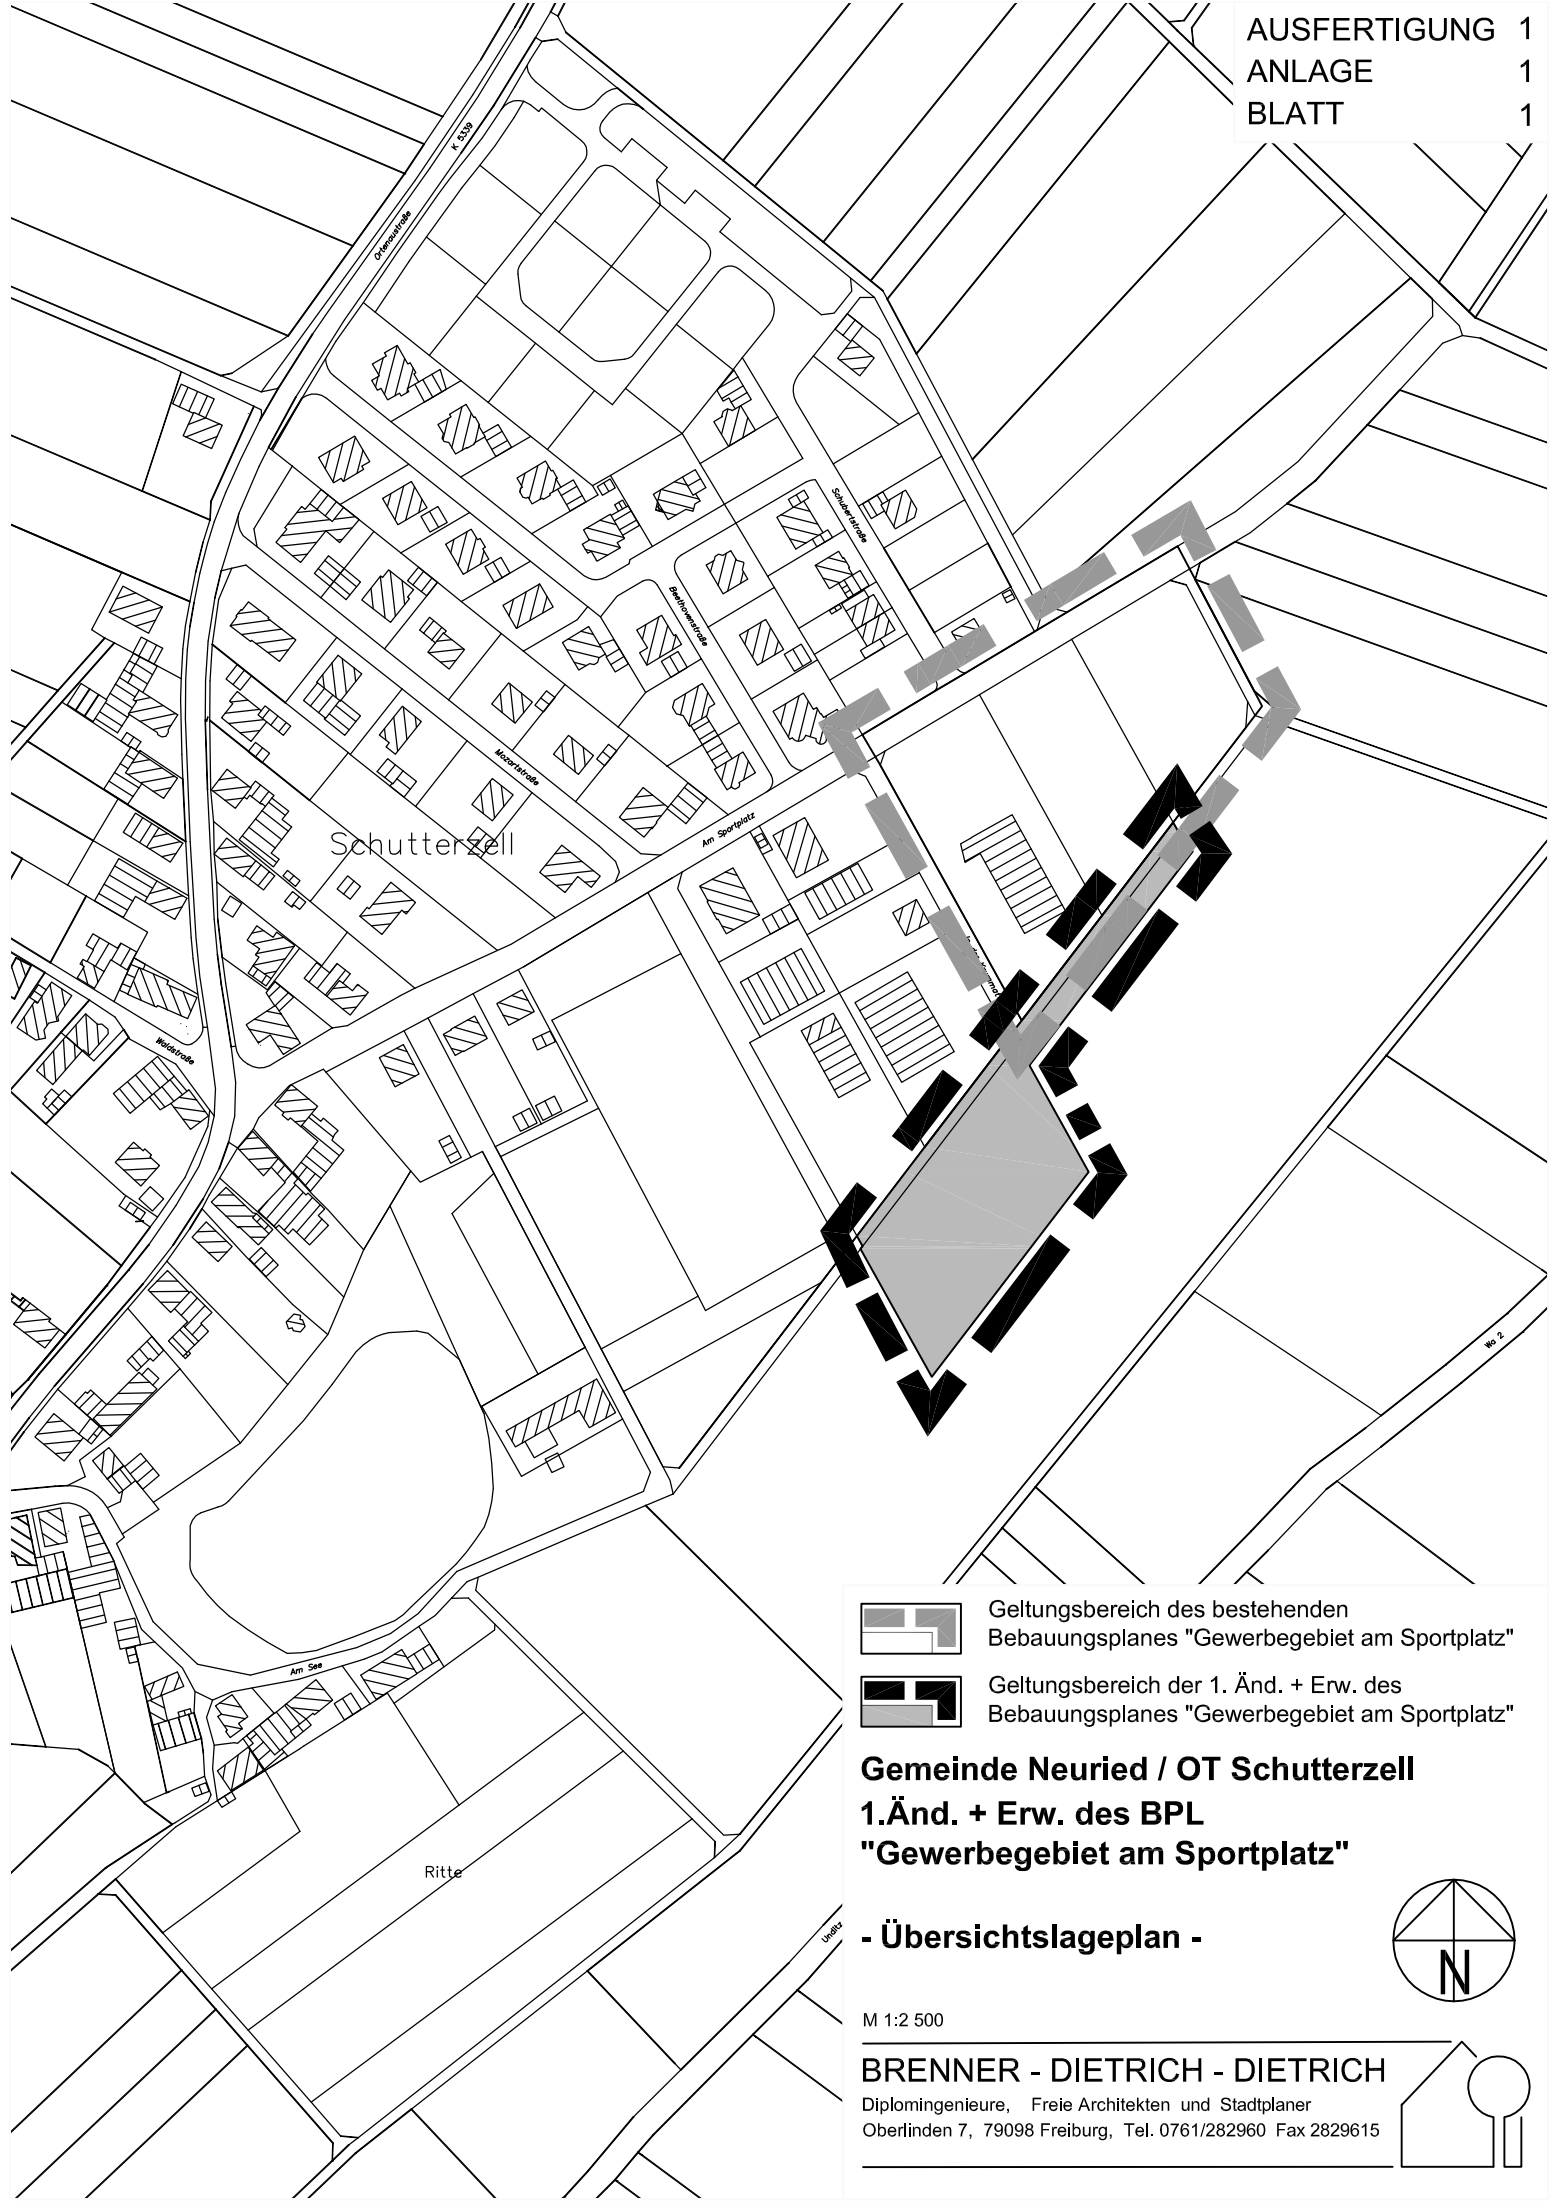 AUSFERTIGUNG 1
ANLAGE 1
BLATT 1
K 5339
Ortenaustraße
Schubertstraße
Beethovenstraße
Mozartstraße
Am Sportplatz
Schutterzell
Waldstraße
Wa 2
Am See
Ritte
Geltungsbereich des bestehenden
Bebauungsplanes "Gewerbegebiet am Sportplatz"
Geltungsbereich der 1. Änd. + Erw. des
Bebauungsplanes "Gewerbegebiet am Sportplatz"
Gemeinde Neuried / OT Schutterzell
1.Änd. + Erw. des BPL
"Gewerbegebiet am Sportplatz"
- Übersichtslageplan -
N
M 1:2 500
BRENNER - DIETRICH - DIETRICH
Diplomingenieure, Freie Architekten und Stadtplaner
Oberlinden 7, 79098 Freiburg, Tel. 0761/282960 Fax 2829615